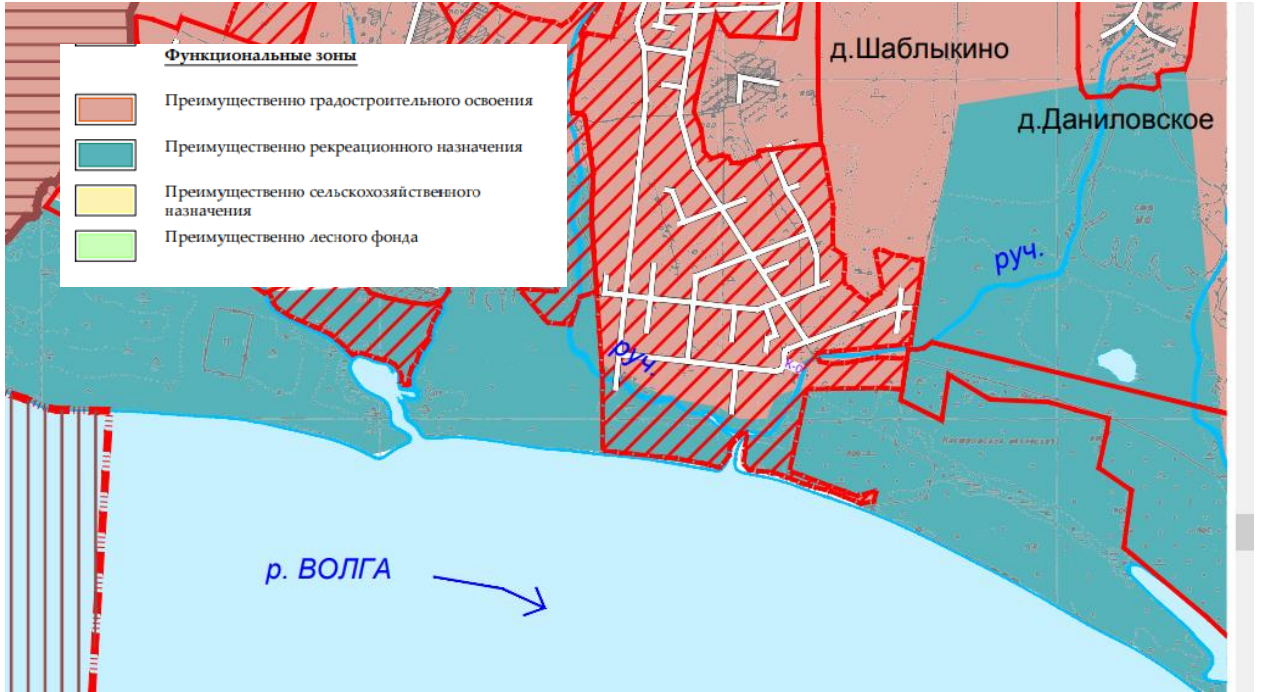 д.Шаблыкино
Функциональные зоны
Преимущественно градостроительного освоения
д.Даниловское
Преимущественно рекреационного назначения
Преимущественно сельскохозяйственного
назначения
Преимущественно лесного фонда
руч.
руч.
р. ВОЛГА